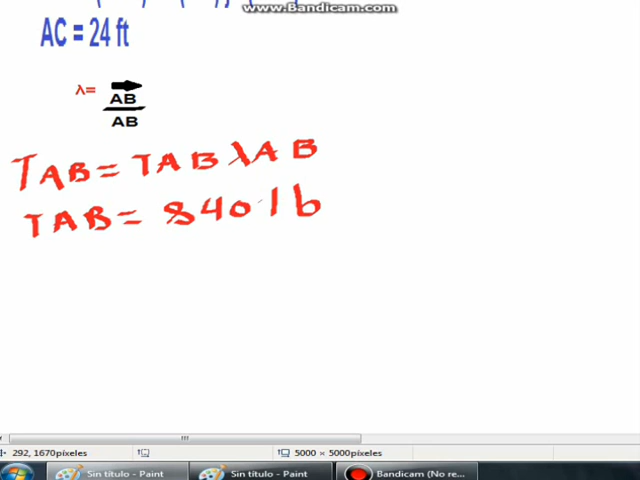 www.Bandicam.com
AC = 24 ft
λ= AB
AB
TAB = TAB λAB
TAB = 840 lb
292, 1670píxeles
5000 × 5000píxeles
Sin título - Paint
Sin título - Paint
Bandicam (No re...